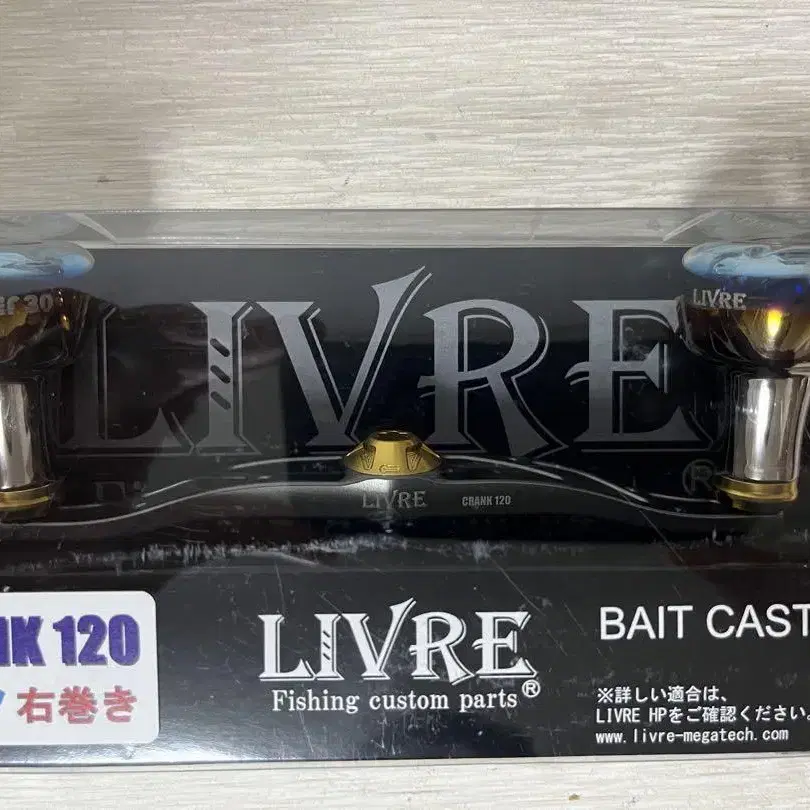 LIVRE
LIVRE
LIVRE
CRANK 120
120
右巻き
LIVRE®
Fishing custom parts
BAIT CAST
※詳しい適合は、
LIVRE HPをご確認ください。
www.livre-megatech.com